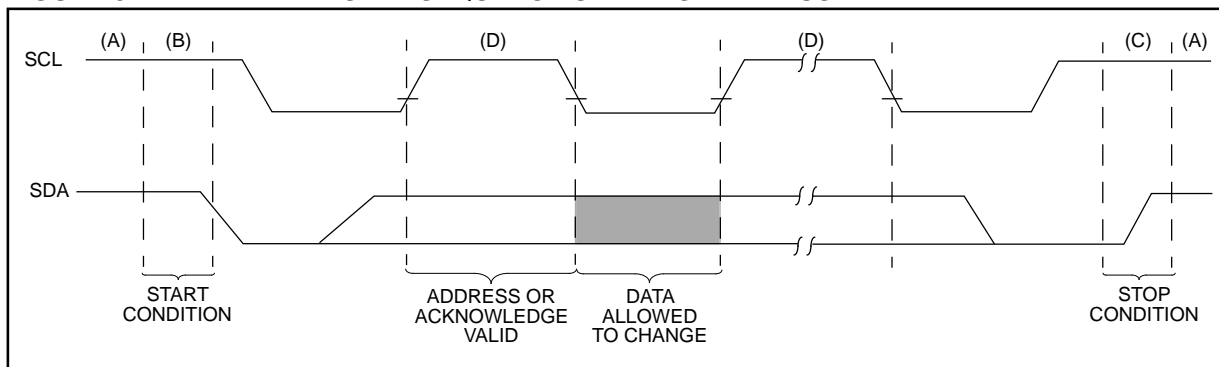 (A) (B) (D) (D) (C) (A)
SCL
SDA
START
CONDITION
ADDRESS OR
ACKNOWLEDGE
VALID
DATA
ALLOWED
TO CHANGE
STOP
CONDITION